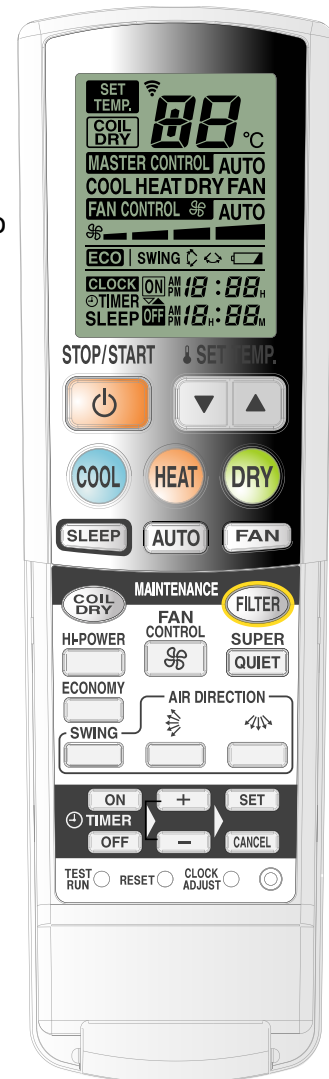 SET
TEMP.
COIL
DRY
88 °C
MASTER CONTROL AUTO
COOL HEAT DRY FAN
FAN CONTROL AUTO
ECO SWING
CLOCK ON AM PM 18:88 H
TIMER
SLEEP OFF AM PM 18H:88M
STOP/START SET TEMP.
COOL HEAT DRY
SLEEP AUTO FAN
MAINTENANCE
COIL
DRY
FILTER
HI-POWER
FAN
CONTROL
SUPER
QUIET
ECONOMY
AIR DIRECTION
SWING
ON + SET
TIMER
OFF - CANCEL
TEST
RUN
RESET
CLOCK
ADJUST